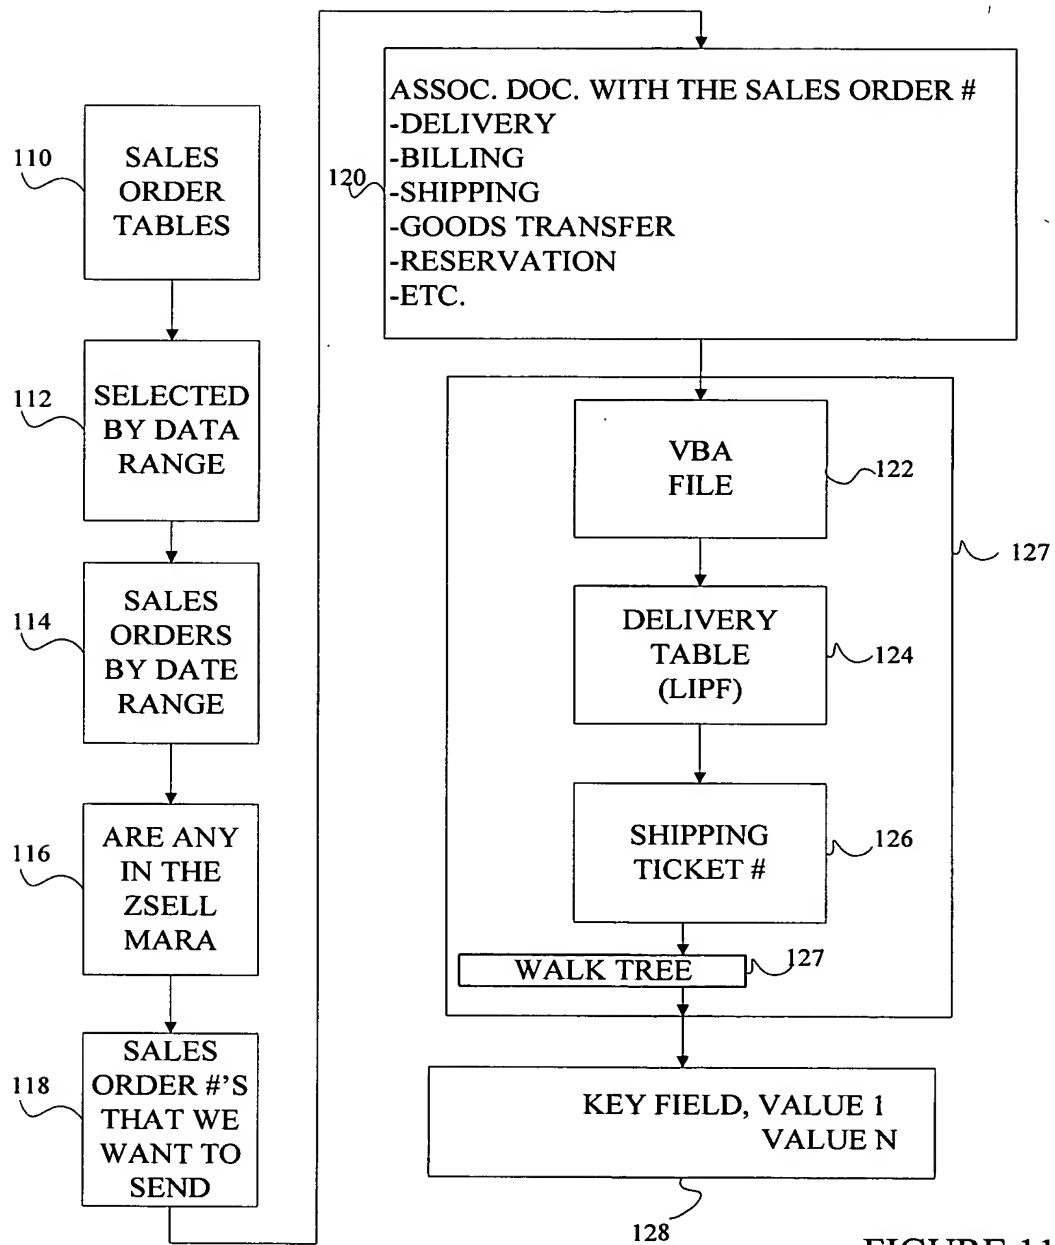 110
SALES
ORDER
TABLES
112
SELECTED
BY DATA
RANGE
114
SALES
ORDERS
BY DATE
RANGE
116
ARE ANY
IN THE
ZSELL
MARA
118
SALES
ORDER #'S
THAT WE
WANT TO
SEND
120
ASSOC. DOC. WITH THE SALES ORDER #
-DELIVERY
-BILLING
-SHIPPING
-GOODS TRANSFER
-RESERVATION
-ETC.
VBA
FILE
122
127
DELIVERY
TABLE
(LIPF)
124
SHIPPING
TICKET #
126
WALK TREE
127
KEY FIELD, VALUE 1
VALUE N
128
FIGURE 11